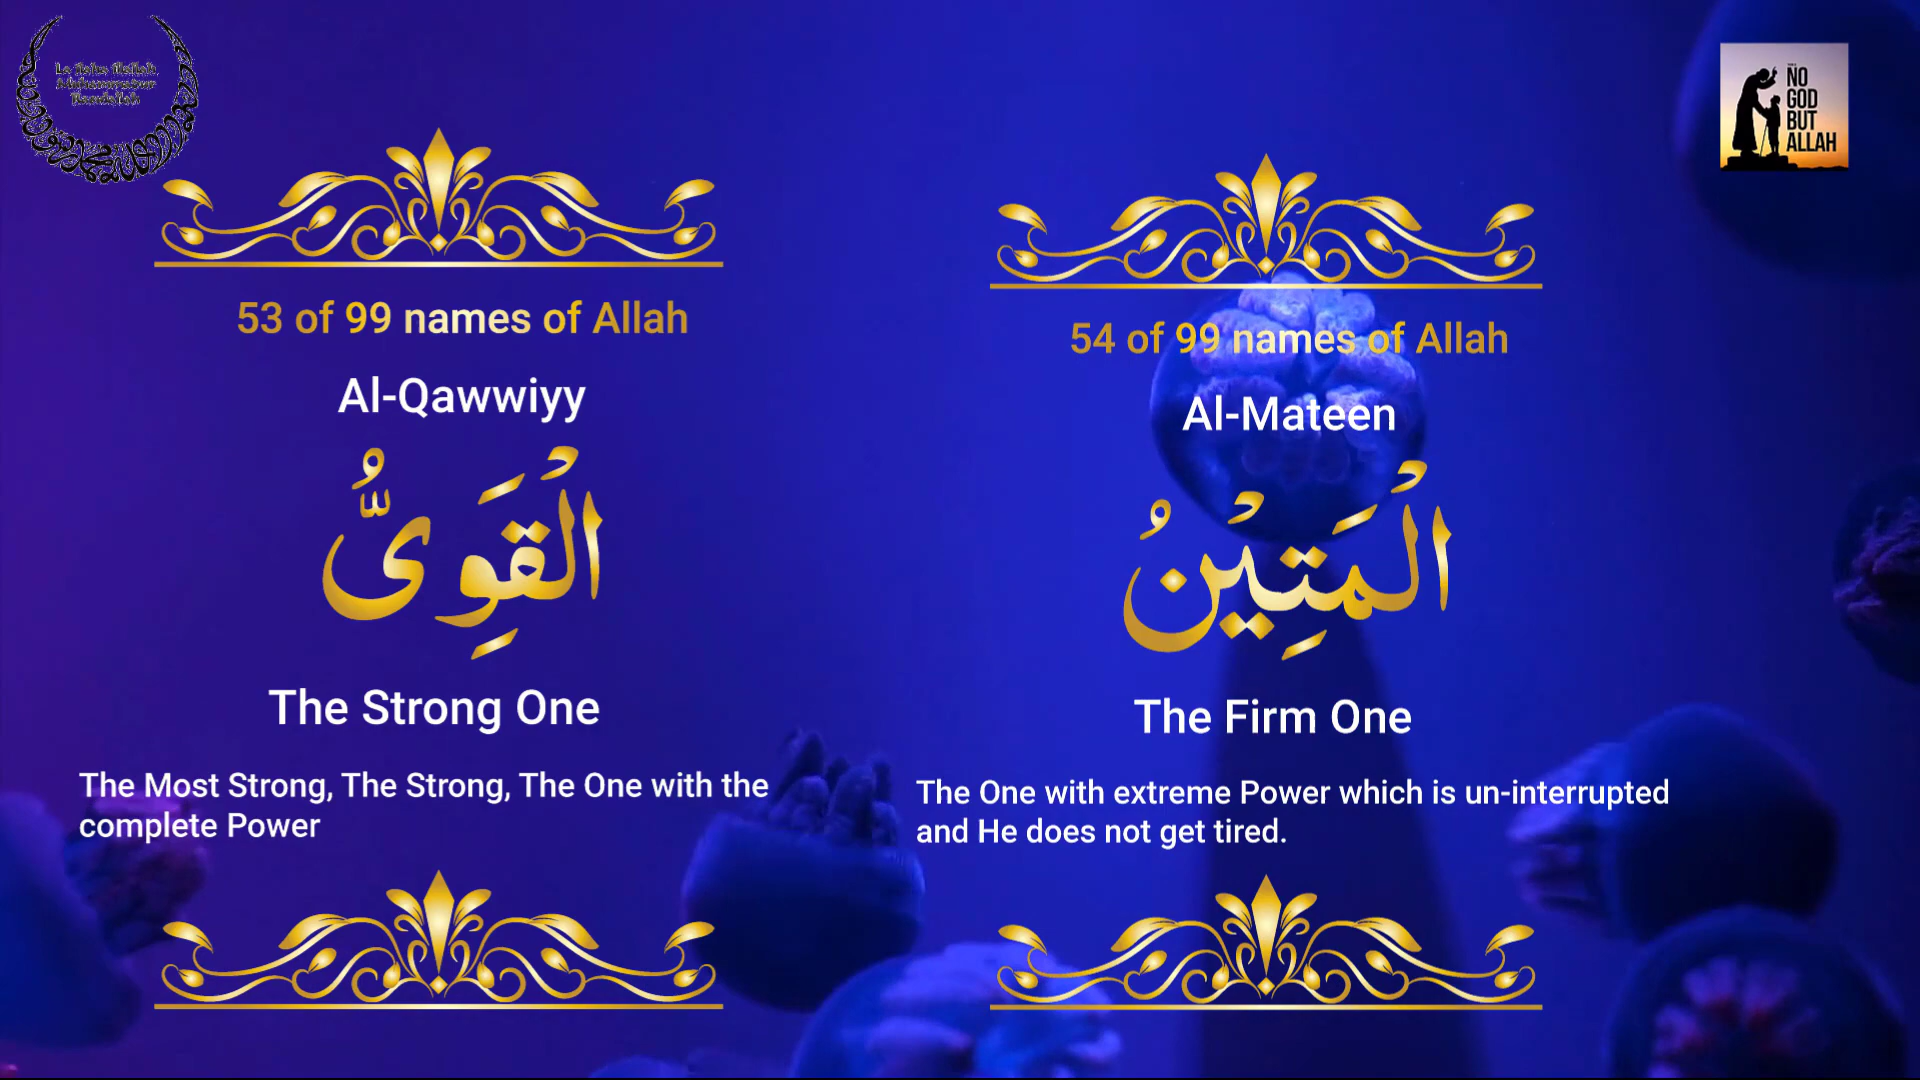 NO
GOD
BUT
ALLAH
53 of 99 names of Allah
Al-Qawwiyy
الْقَوِىُّ
The Strong One
The Most Strong, The Strong, The One with the
complete Power
54 of 99 names of Allah
Al-Mateen
الْمَتِيْنُ
The Firm One
The One with extreme Power which is un-interrupted
and He does not get tired.